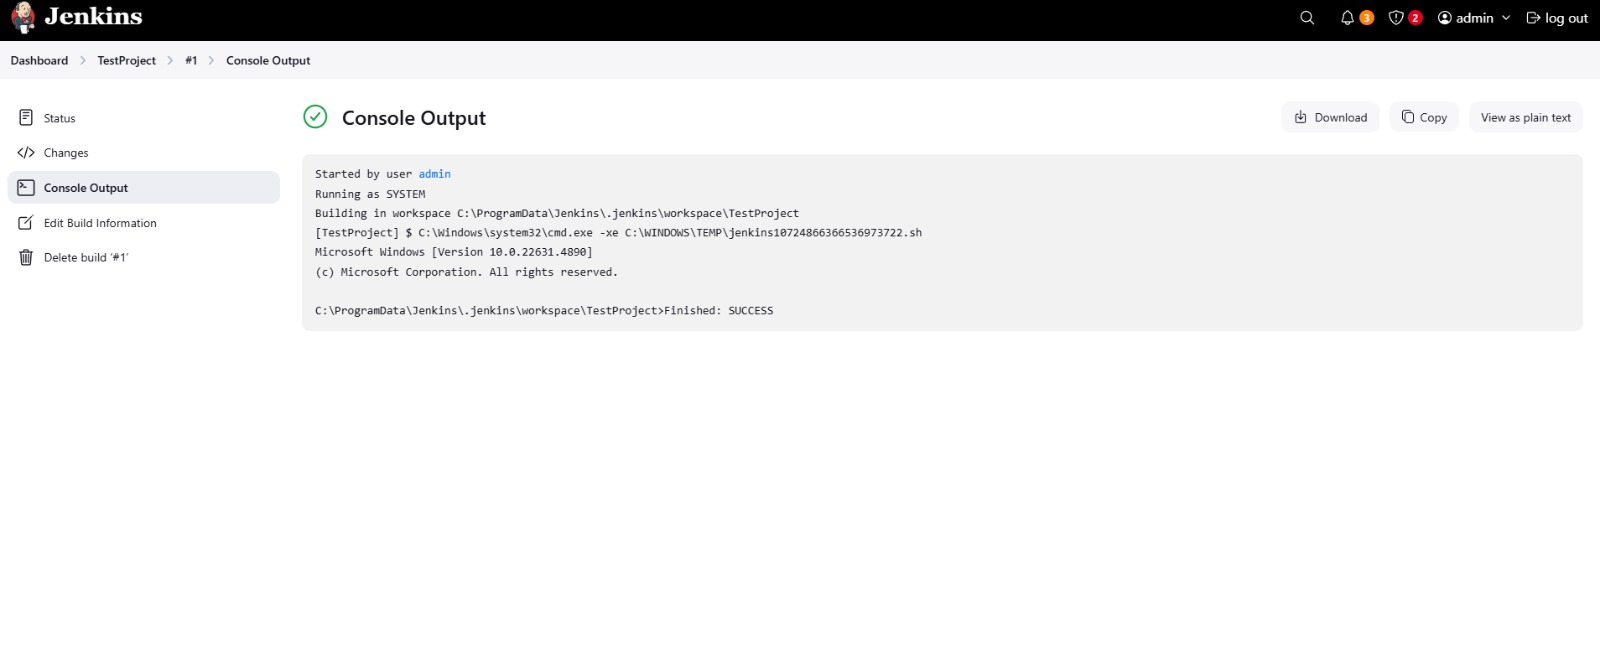 Jenkins
3
2
admin
log out
Dashboard > TestProject > #1 > Console Output
Status
Changes
Console Output
Edit Build Information
Delete build ‘#1’
Console Output
Download
Copy
View as plain text
Started by user admin
Running as SYSTEM
Building in workspace C:\ProgramData\Jenkins\.jenkins\workspace\TestProject
[TestProject] $ C:\Windows\system32\cmd.exe -xe C:\WINDOWS\TEMP\jenkins10724866366536973722.sh
Microsoft Windows [Version 10.0.22631.4890]
(c) Microsoft Corporation. All rights reserved.
C:\ProgramData\Jenkins\.jenkins\workspace\TestProject>Finished: SUCCESS